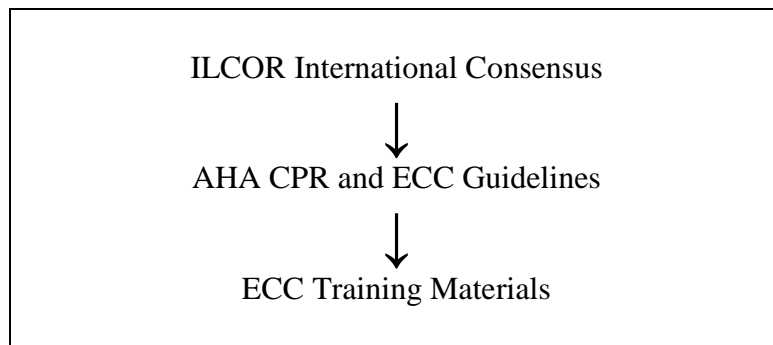 ILCOR International Consensus
AHA CPR and ECC Guidelines
ECC Training Materials